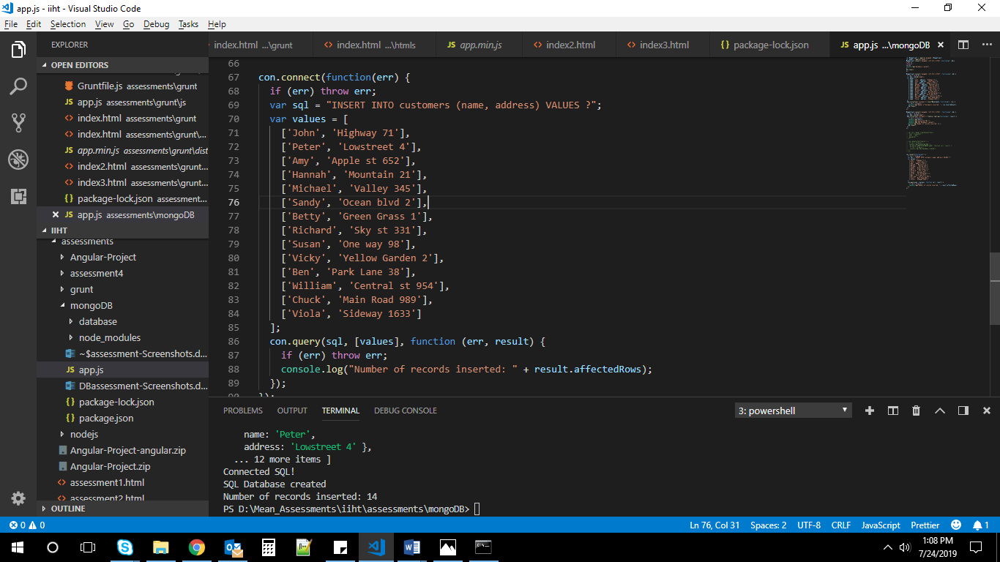 app.js - iiht - Visual Studio Code
File Edit Selection View Go Debug Tasks Help
EXPLORER
OPEN EDITORS
Gruntfile.js assessments\grunt
app.js assessments\grunt\js
index.html assessments\grunt
index.html assessments\grunt\...
app.min.js assessments\grunt\dist
index2.html assessments\grunt...
index3.html assessments\grunt...
package-lock.json assessment...
app.js assessments\mongoDB
IIHT
assessments
Angular-Project
assessment4
grunt
mongoDB
database
node_modules
~$assessment-Screenshots.d...
JS app.js
DBassessment-Screenshots.d...
{} package-lock.json
{} package.json
nodejs
Angular-Project-angular.zip
Angular-Project.zip
<> assessment1.html
<> assessment2.html
OUTLINE
index.html ...\grunt
<> index.html ...\htmls
JS app.min.js
<> index2.html
<> index3.html
{} package-lock.json
JS app.js ...\mongoDB
66
67 con.connect(function(err) {
68 if (err) throw err;
69 var sql = "INSERT INTO customers (name, address) VALUES ?";
70 var values = [
71 ['John', 'Highway 71'],
72 ['Peter', 'Lowstreet 4'],
73 ['Amy', 'Apple st 652'],
74 ['Hannah', 'Mountain 21'],
75 ['Michael', 'Valley 345'],
76 ['Sandy', 'Ocean blvd 2'],
77 ['Betty', 'Green Grass 1'],
78 ['Richard', 'Sky st 331'],
79 ['Susan', 'One way 98'],
80 ['Vicky', 'Yellow Garden 2'],
81 ['Ben', 'Park Lane 38'],
82 ['William', 'Central st 954'],
83 ['Chuck', 'Main Road 989'],
84 ['Viola', 'Sideway 1633']
85 ];
86 con.query(sql, [values], function (err, result) {
87 if (err) throw err;
88 console.log("Number of records inserted: " + result.affectedRows);
89 });
90 });
PROBLEMS OUTPUT TERMINAL DEBUG CONSOLE 3: powershell
name: 'Peter',
address: 'Lowstreet 4' },
... 12 more items ]
Connected SQL!
SQL Database created
Number of records inserted: 14
PS D:\Mean_Assessments\iiht\assessments\mongoDB>
0 0 Ln 76, Col 31 Spaces: 2 UTF-8 CRLF JavaScript Prettier 1
1:08 PM
7/24/2019